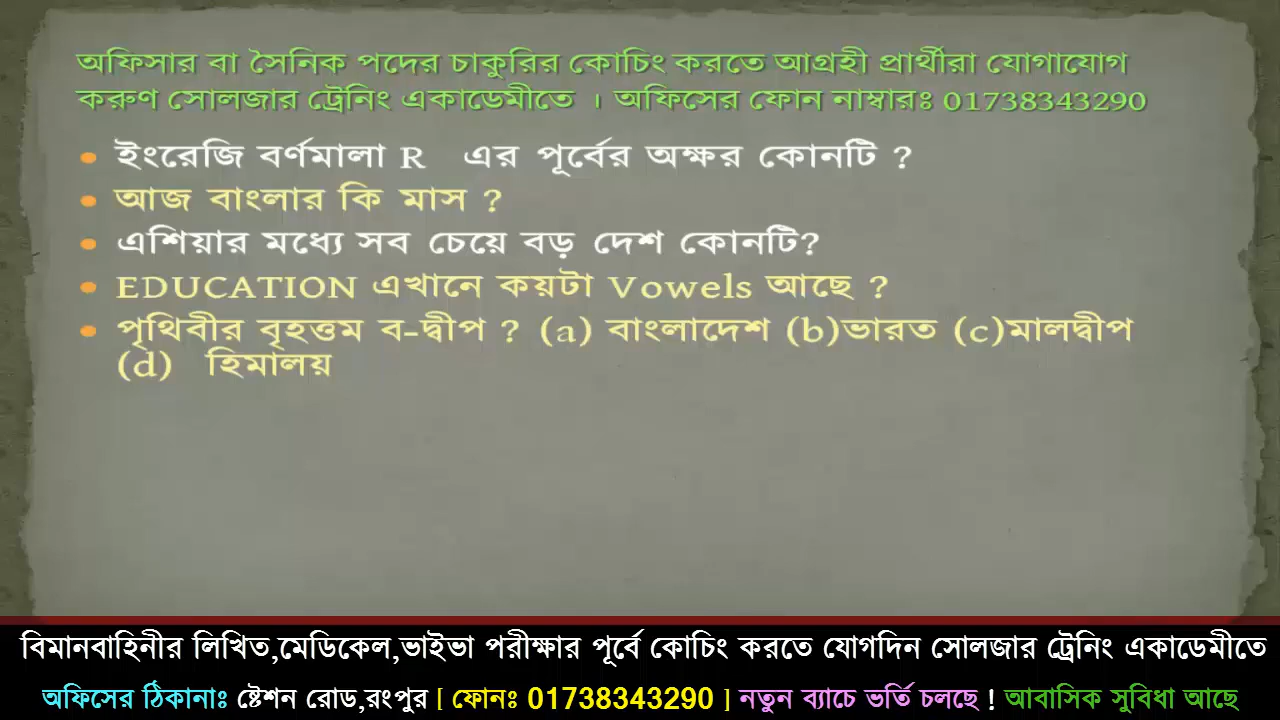 অফিসার বা সৈনিক পদের চাকুরির কোচিং করতে আগ্রহী প্রার্থীরা যোগাযোগ
করুণ সোলজার ট্রেনিং একাডেমীতে । অফিসের ফোন নাম্বারঃ 01738343290
• ইংরেজি বর্ণমালা R এর পূর্বের অক্ষর কোনটি ?
• আজ বাংলার কি মাস ?
• এশিয়ার মধ্যে সব চেয়ে বড় দেশ কোনটি?
• EDUCATION এখানে কয়টা Vowels আছে ?
• পৃথিবীর বৃহত্তম ব-দ্বীপ ? (a) বাংলাদেশ (b)ভারত (c)মালদ্বীপ
(d) হিমালয়
বিমানবাহিনীর লিখিত,মেডিকেল,ভাইভা পরীক্ষার পূর্বে কোচিং করতে যোগদিন সোলজার ট্রেনিং একাডেমীতে
অফিসের ঠিকানাঃ ষ্টেশন রোড,রংপুর [ ফোনঃ 01738343290 ] নতুন ব্যাচে ভর্তি চলছে ! আবাসিক সুবিধা আছে